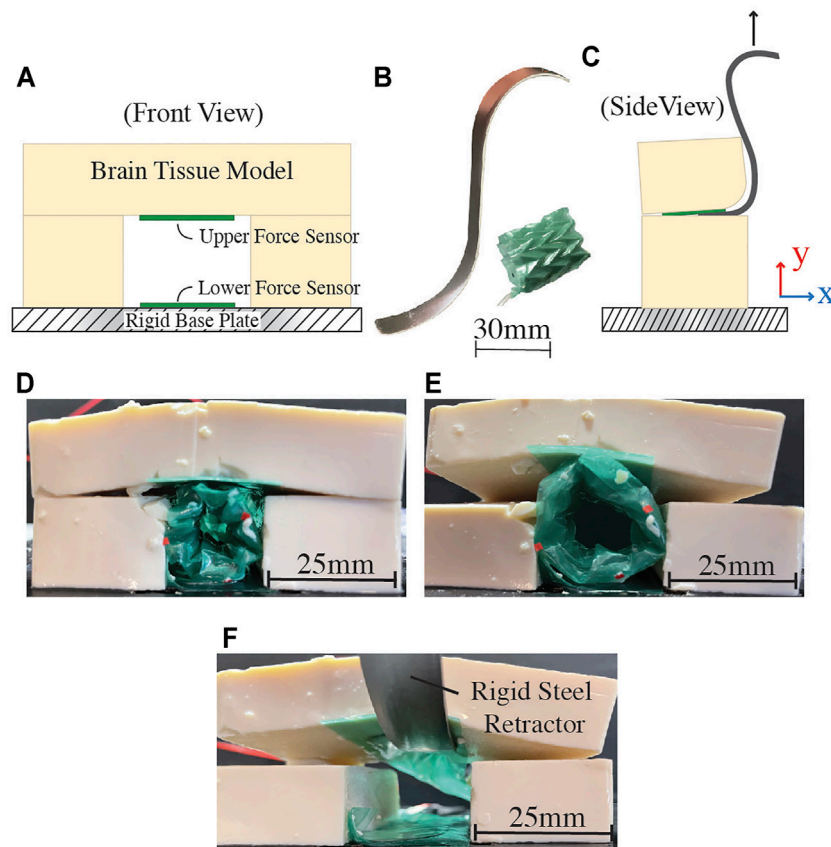 A
(Front View)
Brain Tissue Model
Upper Force Sensor
Lower Force Sensor
Rigid Base Plate
B
30mm
C
(SideView)
y
x
D
25mm
E
25mm
F
Rigid Steel
Retractor
25mm